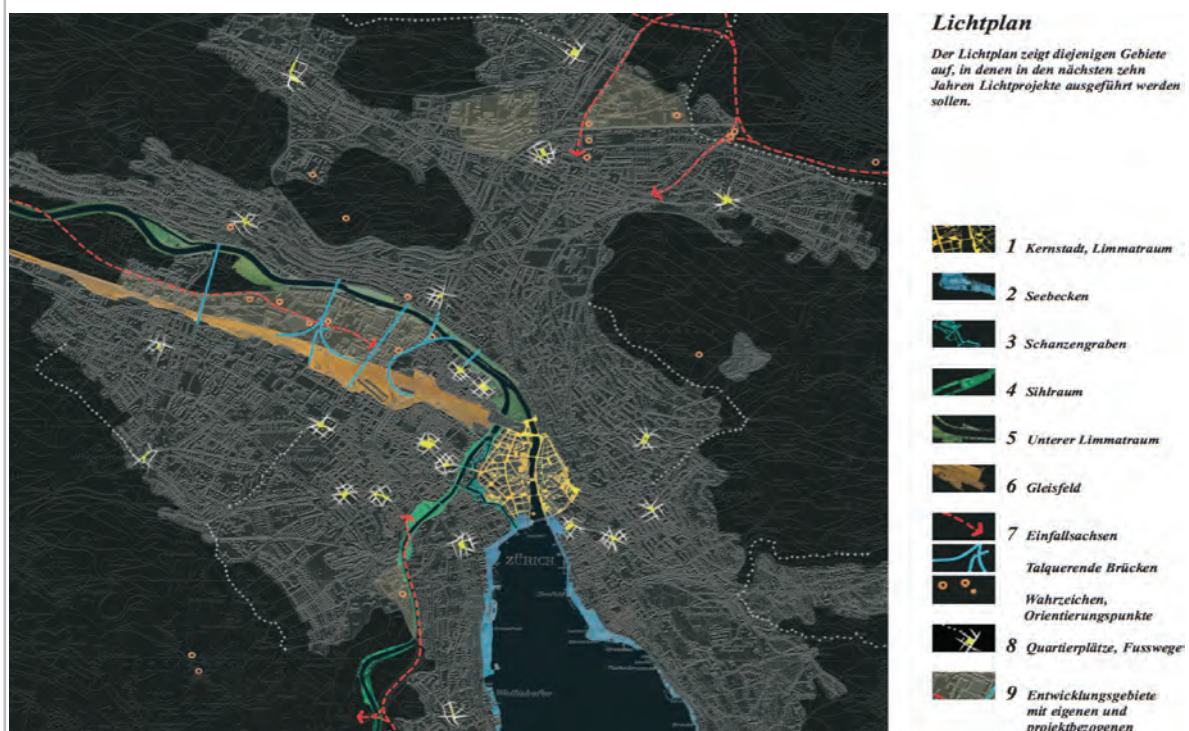 Lichtplan
Der Lichtplan zeigt diejenigen Gebiete
auf, in denen in den nächsten zehn
Jahren Lichtprojekte ausgeführt werden
sollen.
1 Kernstadt, Limmatraum
2 Seebecken
3 Schanzengraben
4 Sihlraum
5 Unterer Limmatraum
6 Gleisfeld
7 Einfallsachsen
Talquerende Brücken
Wahrzeichen,
Orientierungspunkte
8 Quartierplätze, Fusswege
9 Entwicklungsgebiete
mit eigenen und
projektbezogenen
ZÜRICH
Wollishofen